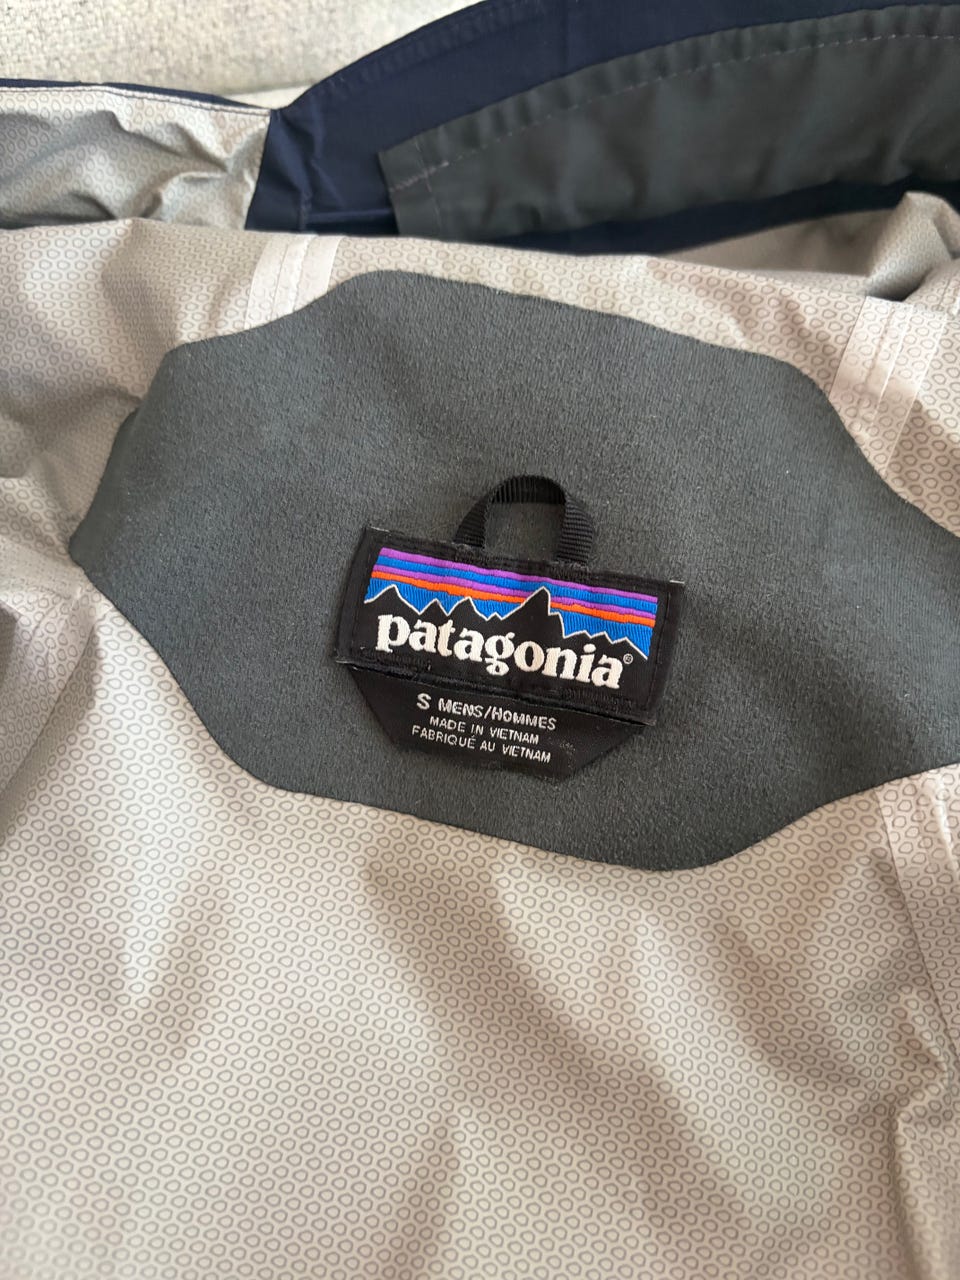 patagonia®
S MENS/HOMMES
MADE IN VIETNAM
FABRIQUÉ AU VIETNAM